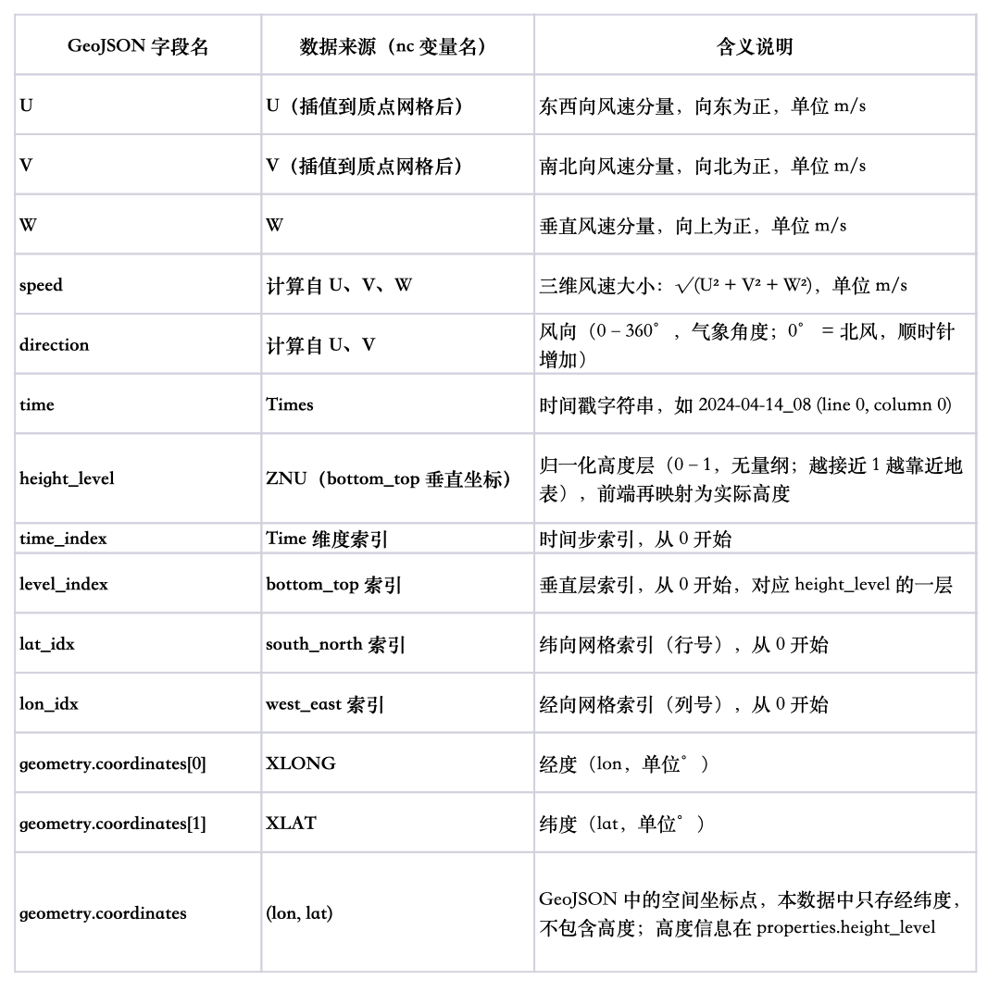 GeoJSON 字段名
数据来源（nc 变量名）
含义说明
U
U（插值到质点网格后）
东西向风速分量，向东为正，单位 m/s
V
V（插值到质点网格后）
南北向风速分量，向北为正，单位 m/s
W
W
垂直风速分量，向上为正，单位 m/s
speed
计算自 U、V、W
三维风速大小：√(U² + V² + W²)，单位 m/s
direction
计算自 U、V
风向（0 – 360°，气象角度；0° = 北风，顺时针
增加）
time
Times
时间戳字符串，如 2024-04-14_08 (line 0, column 0)
height_level
ZNU（bottom_top 垂直坐标）
归一化高度层（0 – 1，无量纲；越接近 1 越靠近地
表），前端再映射为实际高度
time_index
Time 维度索引
时间步索引，从 0 开始
level_index
bottom_top 索引
垂直层索引，从 0 开始，对应 height_level 的一层
lat_idx
south_north 索引
纬向网格索引（行号），从 0 开始
lon_idx
west_east 索引
经向网格索引（列号），从 0 开始
geometry.coordinates[0]
XLONG
经度（lon，单位°）
geometry.coordinates[1]
XLAT
纬度（lat，单位°）
geometry.coordinates
(lon, lat)
GeoJSON 中的空间坐标点，本数据中只存经纬度，
不包含高度；高度信息在 properties.height_level